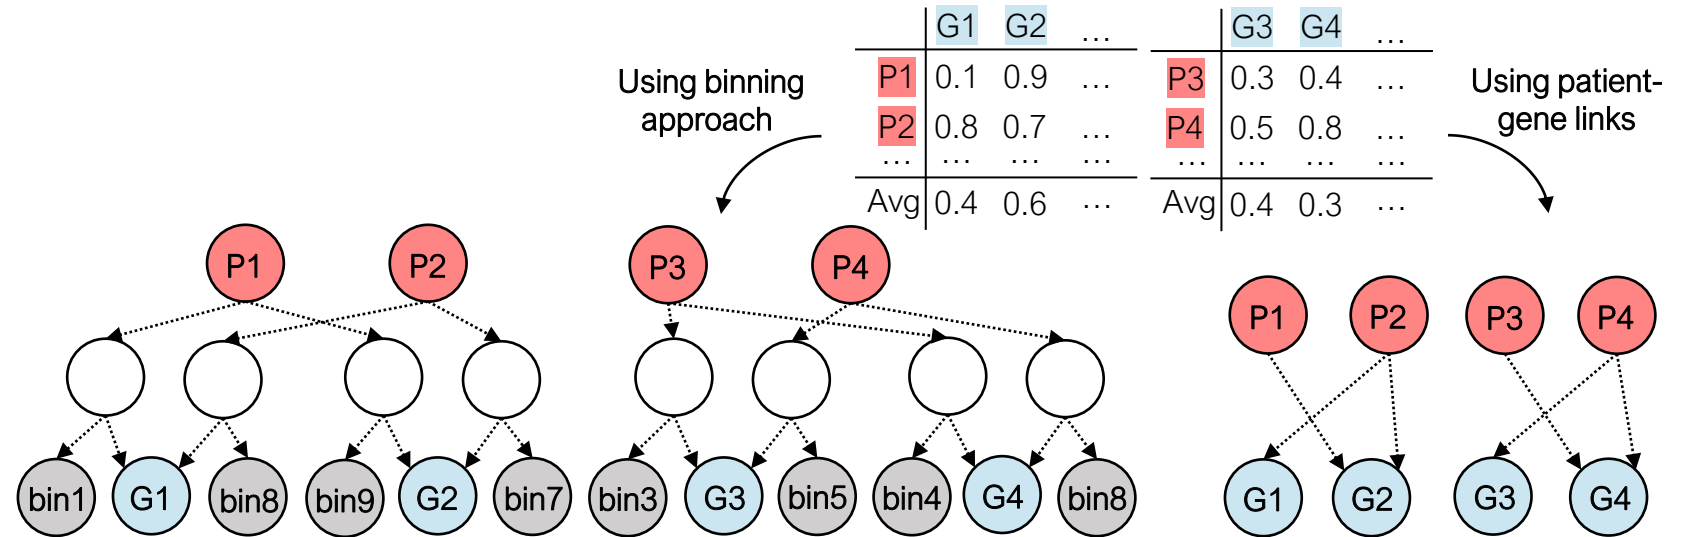 G1 G2 ...
P1 0.1 0.9 ...
P2 0.8 0.7 ...
... ... ... ...
Avg 0.4 0.6 ...
G3 G4 ...
P3 0.3 0.4 ...
P4 0.5 0.8 ...
... ... ... ...
Avg 0.4 0.3 ...
Using binning
approach
Using patient-
gene links
P1 P2 P3 P4
bin1 G1 bin8 bin9 G2 bin7 bin3 G3 bin5 bin4 G4 bin8
P1 P2 P3 P4
G1 G2 G3 G4